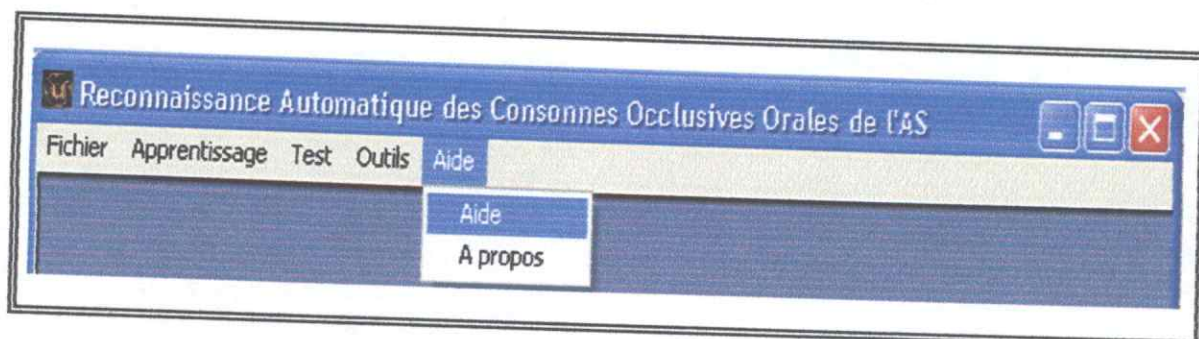 Reconnaissance Automatique des Consonnes Occlusives Orales de l'AS
Fichier Apprentissage Test Outils Aide
Aide
A propos